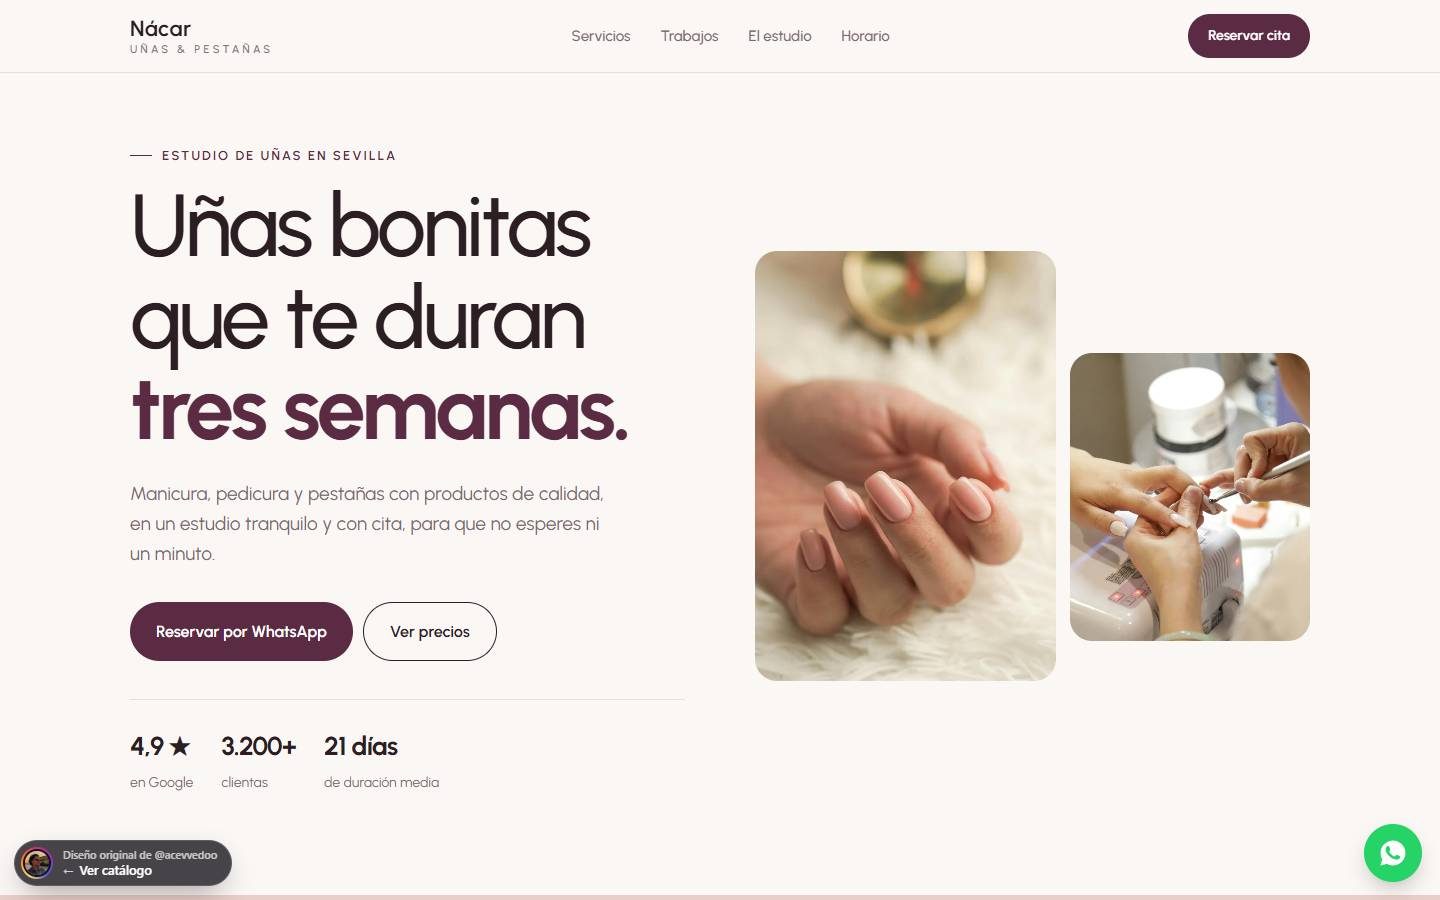 Nácar
UÑAS & PESTAÑAS
Servicios
Trabajos
El estudio
Horario
Reservar cita
ESTUDIO DE UÑAS EN SEVILLA
Uñas bonitas
que te duran
tres semanas.
Manicura, pedicura y pestañas con productos de calidad,
en un estudio tranquilo y con cita, para que no esperes ni
un minuto.
Reservar por WhatsApp
Ver precios
4,9 ★
en Google
3.200+
clientas
21 días
de duración media
Diseño original de @acevvedoo
← Ver catálogo